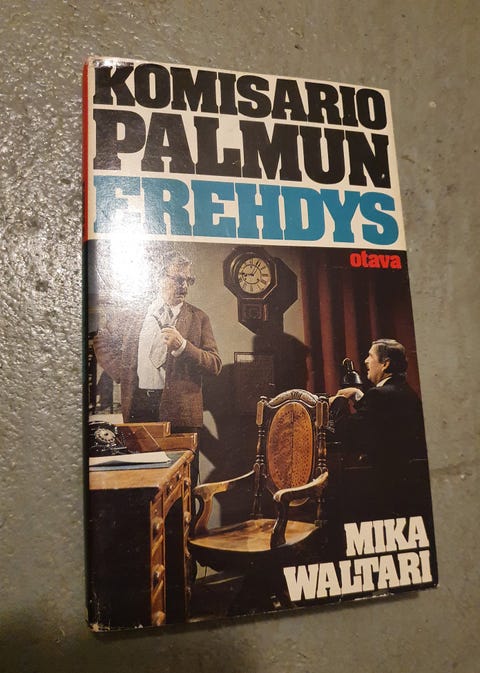 KOMISARIO
PALMUN
EREHDYS
otava
MIKA
WALTARI